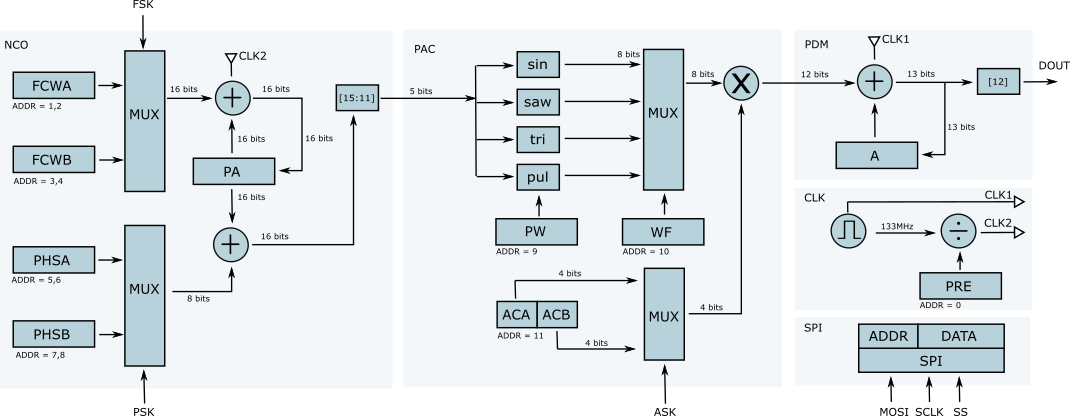 FSK
NCO
FCWA
ADDR = 1,2
FCWB
ADDR = 3,4
MUX
16 bits
CLK2
+
16 bits
16 bits
16 bits
PA
16 bits
+
16 bits
[15:11]
PHSA
ADDR = 5,6
PHSB
ADDR = 7,8
MUX
8 bits
PSK
5 bits
PAC
sin
saw
tri
pul
8 bits
MUX
8 bits
X
PW
ADDR = 9
WF
ADDR = 10
4 bits
ACA ACB
ADDR = 11
4 bits
MUX
4 bits
ASK
12 bits
PDM
CLK1
+
13 bits
[12]
DOUT
13 bits
A
CLK
CLK1
133MHz
÷
CLK2
PRE
ADDR = 0
SPI
ADDR DATA
SPI
MOSI SCLK SS